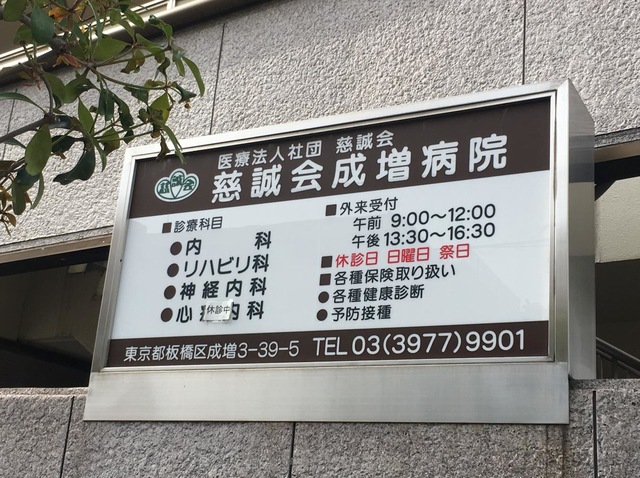 医療法人社団 慈誠会
慈誠会
慈誠会成増病院
■診療科目
●内 科
●リハビリ科
●神経内科
●心 内科
休診中
■外来受付
午前 9:00～12:00
午後 13:30～16:30
■休診日 日曜日 祭日
■各種保険取り扱い
●各種健康診断
●予防接種
東京都板橋区成増3-39-5 TEL 03(3977)9901